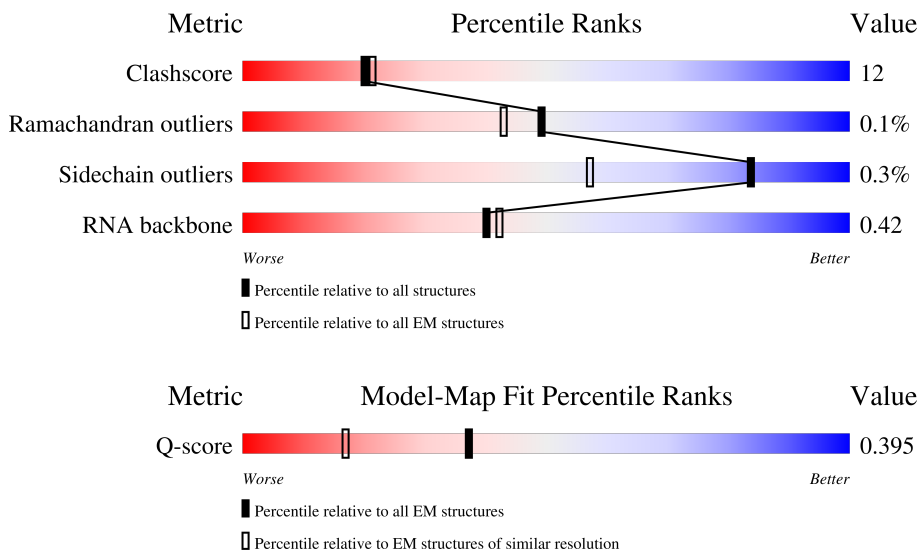 Metric Percentile Ranks Value
Clashscore 12
Ramachandran outliers 0.1%
Sidechain outliers 0.3%
RNA backbone 0.42
Worse Better
Percentile relative to all structures
Percentile relative to all EM structures
Metric Model-Map Fit Percentile Ranks Value
Q-score 0.395
Worse Better
Percentile relative to all EM structures
Percentile relative to EM structures of similar resolution